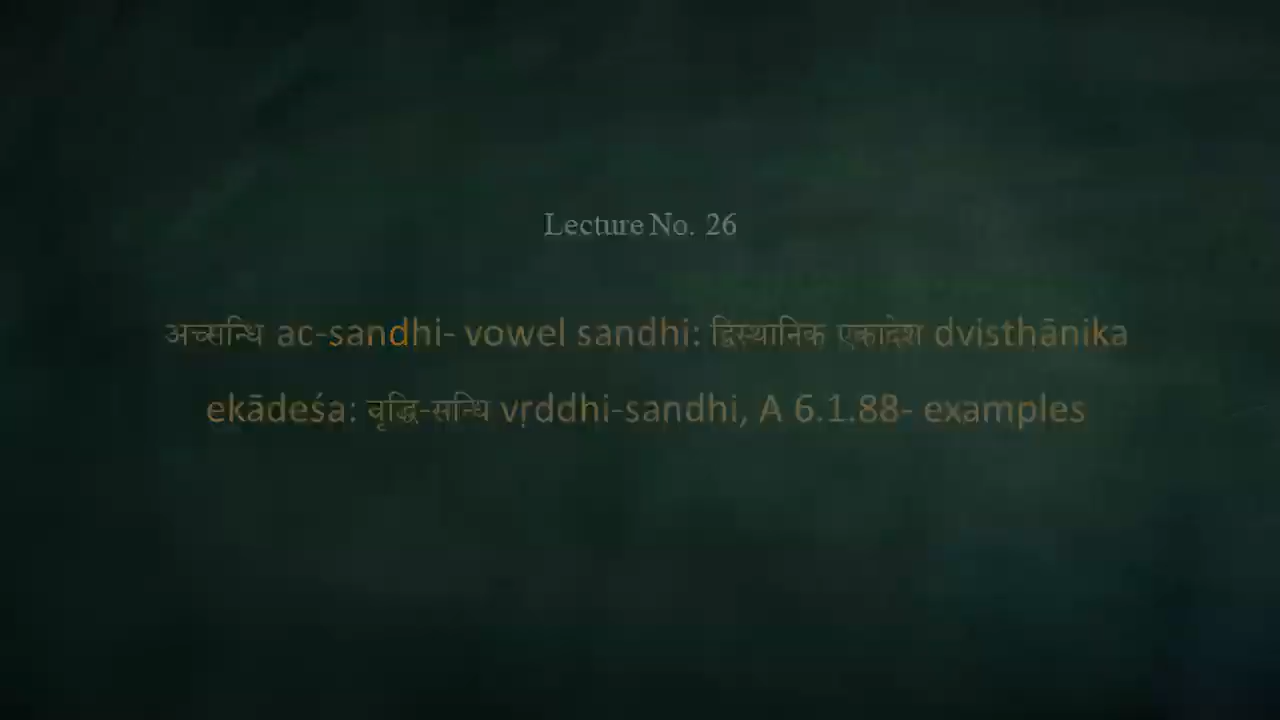 Lecture No. 26
अच्सन्धि ac-sandhi- vowel sandhi: द्विस्थानिक एकादेश dvisthānika
ekādeśa: वृद्धि-सन्धि vṛddhi-sandhi, A 6.1.88- examples